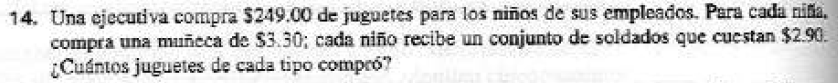 14. Una ejecutiva compra $249.00 de juguetes para los niños de sus empleados. Para cada niña,
compra una muñeca de $3.30; cada niño recibe un conjunto de soldados que cuestan $2.90.
¿Cuántos juguetes de cada tipo compró?